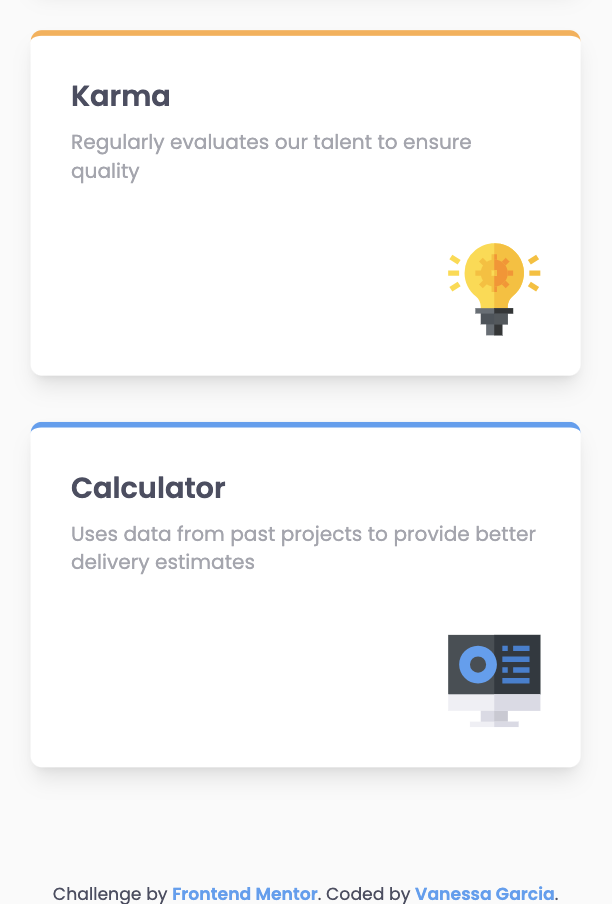 Karma
Regularly evaluates our talent to ensure
quality
Calculator
Uses data from past projects to provide better
delivery estimates
Challenge by Frontend Mentor. Coded by Vanessa Garcia.